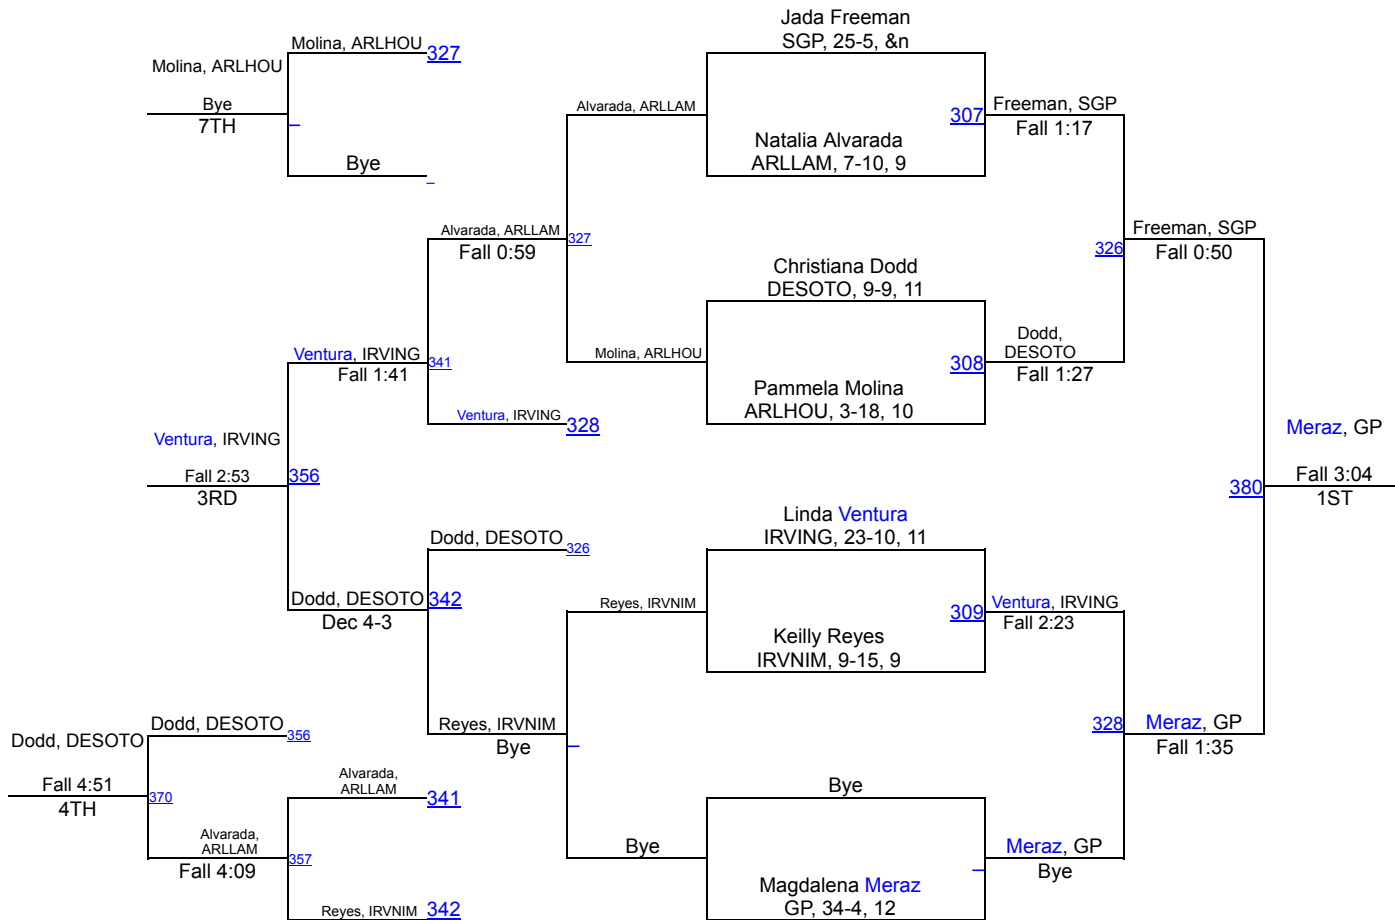 Jada Freeman
SGP, 25-5, &n
Molina, ARLHOU
327
Molina, ARLHOU
Bye
7TH
Bye
Alvarada, ARLLAM
307
Freeman, SGP
Fall 1:17
Natalia Alvarada
ARLLAM, 7-10, 9
Alvarada, ARLLAM
Fall 0:59
327
Freeman, SGP
Fall 0:50
326
Christiana Dodd
DESOTO, 9-9, 11
Ventura, IRVING
Fall 1:41
341
Molina, ARLHOU
308
Dodd,
DESOTO
Fall 1:27
Pammela Molina
ARLHOU, 3-18, 10
Ventura, IRVING
328
Ventura, IRVING
Fall 2:53
3RD
356
Meraz, GP
Fall 3:04
1ST
380
Linda Ventura
IRVING, 23-10, 11
Dodd, DESOTO
326
Dodd, DESOTO
Dec 4-3
342
Reyes, IRVNIM
309
Ventura, IRVING
Fall 2:23
Keilly Reyes
IRVNIM, 9-15, 9
Dodd, DESOTO
356
Dodd, DESOTO
Fall 4:51
4TH
370
Reyes, IRVNIM
Bye
328
Meraz, GP
Fall 1:35
Alvarada,
ARLLAM
341
Bye
Alvarada,
ARLLAM
Fall 4:09
357
Bye
Meraz, GP
Bye
Magdalena Meraz
GP, 34-4, 12
Reyes, IRVNIM
342